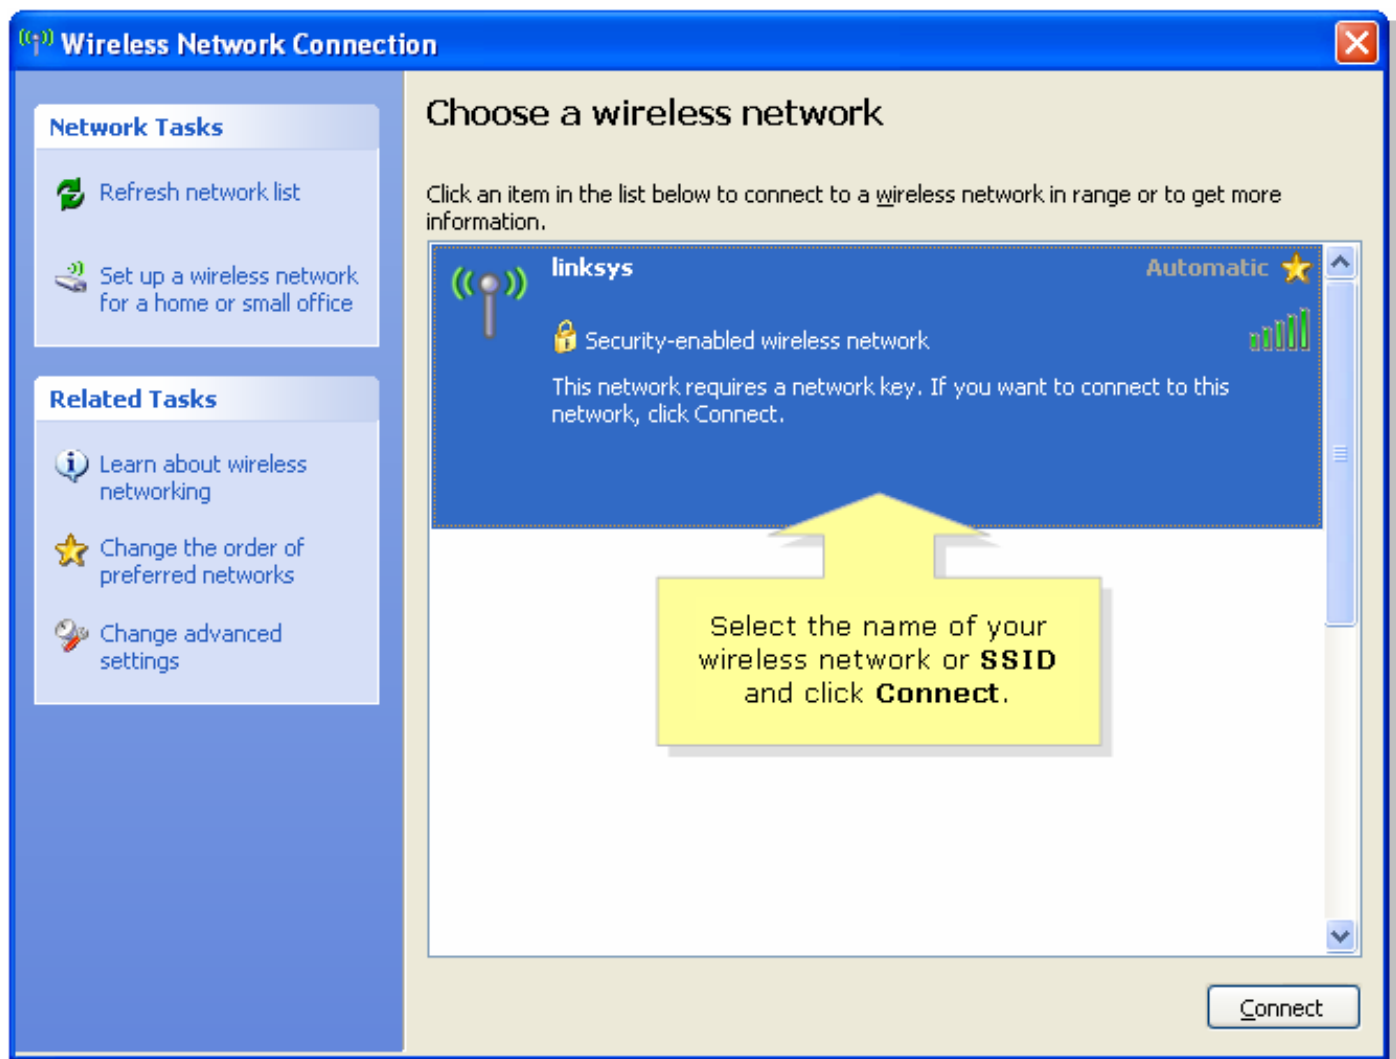 Wireless Network Connection
Network Tasks
Refresh network list
Set up a wireless network
for a home or small office
Related Tasks
Learn about wireless
networking
Change the order of
preferred networks
Change advanced
settings
Choose a wireless network
Click an item in the list below to connect to a wireless network in range or to get more
information.
linksys
Automatic
Security-enabled wireless network
This network requires a network key. If you want to connect to this
network, click Connect.
Select the name of your
wireless network or SSID
and click Connect.
Connect